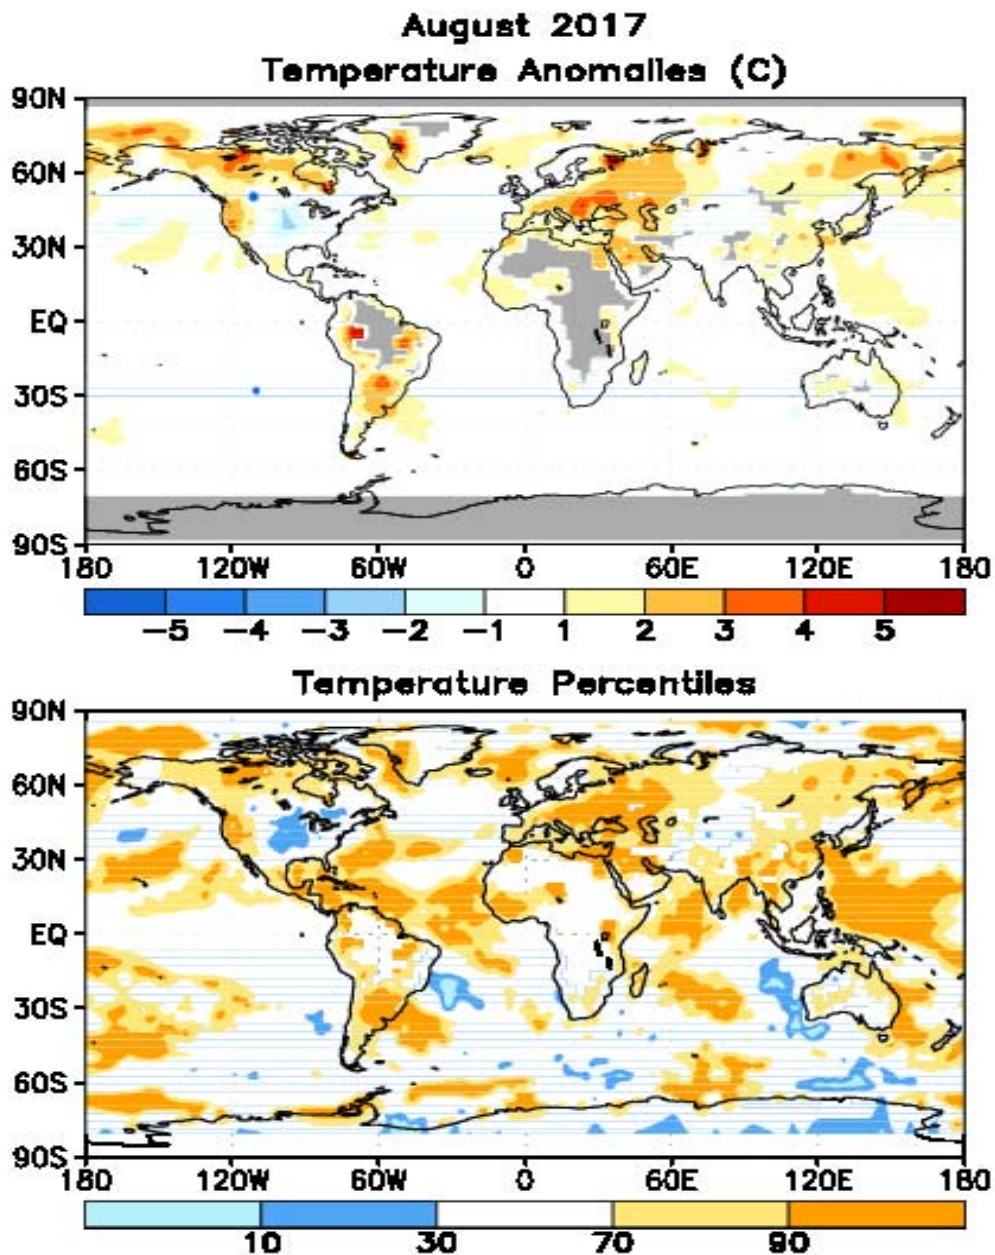 August 2017
Temperature Anomalies (C)
90N
60N
30N
EQ
30S
60S
90S
180 120W 60W 0 60E 120E 180
−5 −4 −3 −2 −1 1 2 3 4 5
Temperature Percentiles
90N
60N
30N
EQ
30S
60S
90S
180 120W 60W 0 60E 120E 180
10 30 70 90